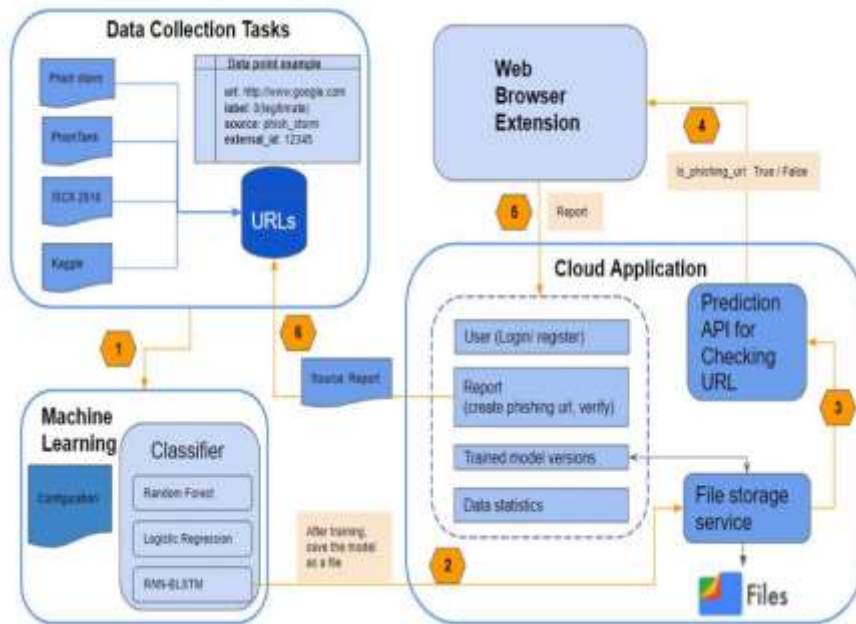 Data Collection Tasks
Phish storm
PhishTank
ISCX 2016
Kaggle
Data point example
url: http://www.google.com
label: 0(legitimate)
source: phish_storm
external_id: 12345
URLs
Web
Browser
Extension
4
Is_phishing_url True / False
5
Report
1
6
Source Report
Cloud Application
User (Login/ register)
Report
(create phishing url, verify)
Trained model versions
Data statistics
Prediction
API for
Checking
URL
3
File storage
service
Files
Machine
Learning
Configuration
Classifier
Random Forest
Logistic Regression
RNN-BLSTM
After training,
save the model
as a file
2